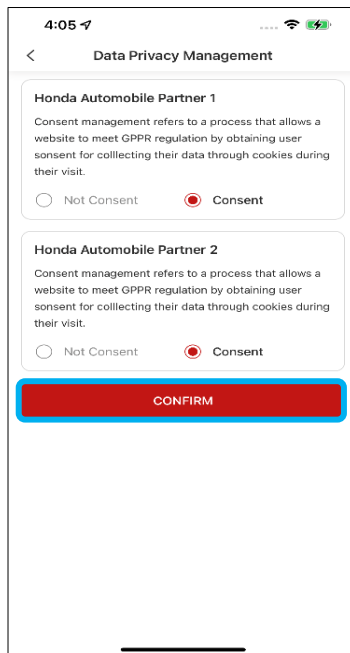 4:05
Data Privacy Management
Honda Automobile Partner 1
Consent management refers to a process that allows a
website to meet GPPR regulation by obtaining user
sonsent for colllecting their data through cookies during
their visit.
Not Consent Consent
Honda Automobile Partner 2
Consent management refers to a process that allows a
website to meet GPPR regulation by obtaining user
sonsent for colllecting their data through cookies during
their visit.
Not Consent Consent
CONFIRM